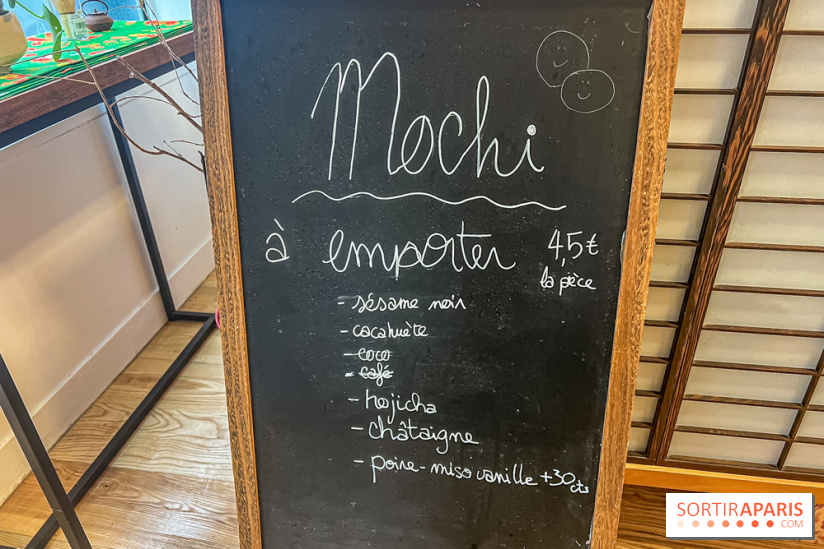 Mochi
à emporter 4,5€
la pièce
- sésame noir
- cacahuète
- coco
- café
- hojicha
- châtaigne
- poire-miso vanille +30cts
SORTIRAPARIS
.COM